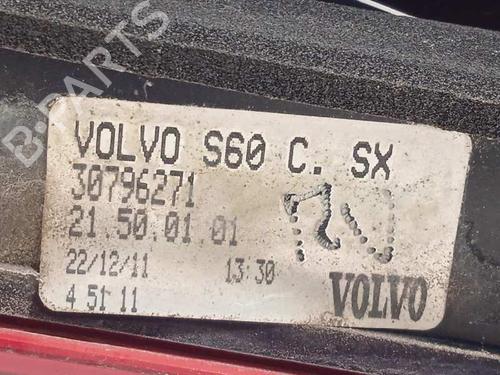 B-PARTS
VOLVO S60 C. SX
30796271
21.50.01.01
22/12/11 13:30
4 51 11
VOLVO